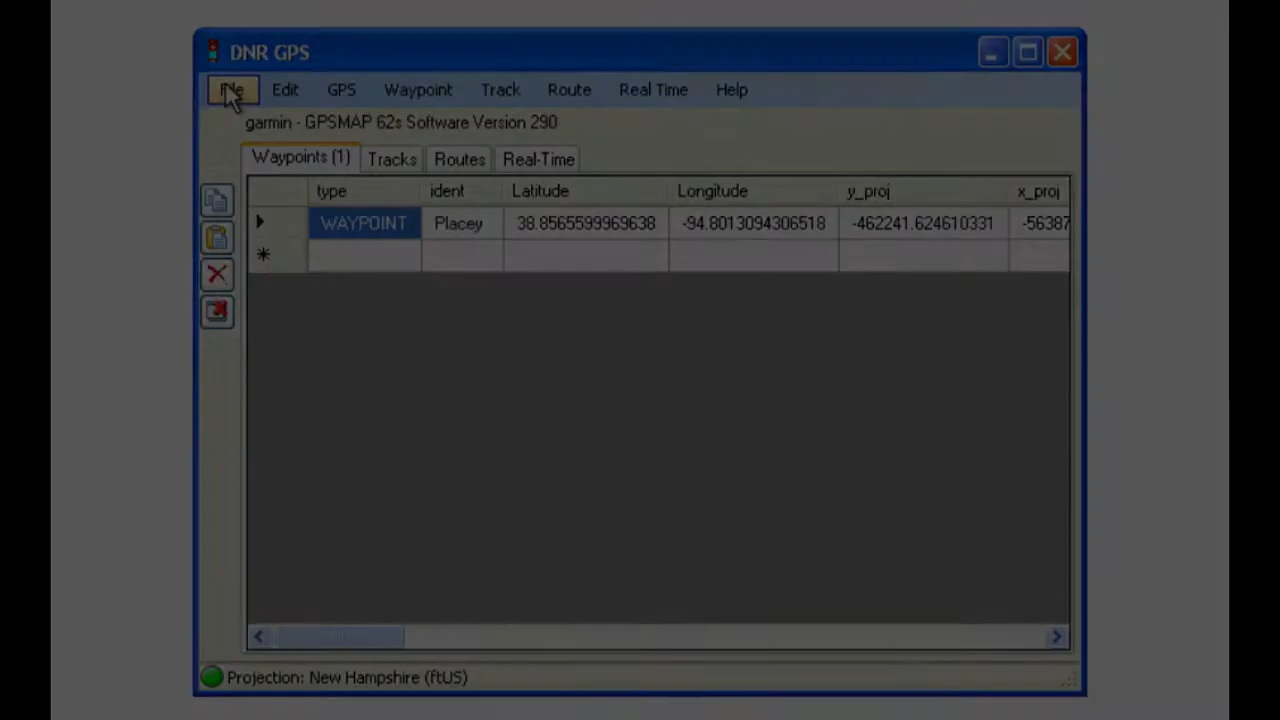 DNR GPS
File Edit GPS Waypoint Track Route Real Time Help
garmin - GPSMAP 62s Software Version 290
Waypoints (1) Tracks Routes Real-Time
type ident Latitude Longitude y_proj x_proj
WAYPOINT Placey 38.8565599969638 -94.8013094306518 -462241.624610331 -56387
Projection: New Hampshire (ftUS)